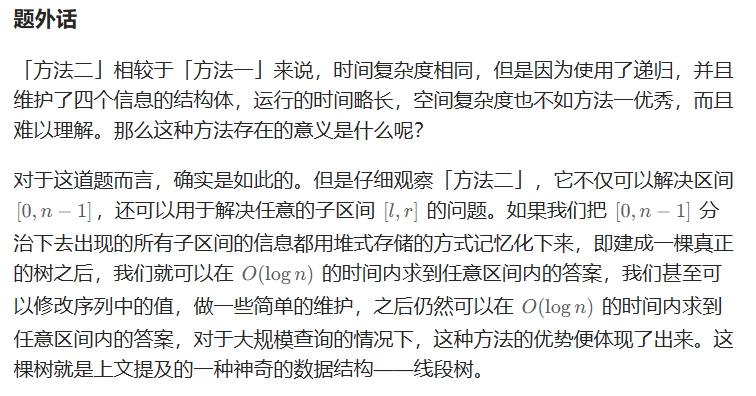 题外话
「方法二」相较于「方法一」来说，时间复杂度相同，但是因为使用了递归，并且
维护了四个信息的结构体，运行的时间略长，空间复杂度也不如方法一优秀，而且
难以理解。那么这种方法存在的意义是什么呢？
对于这道题而言，确实是如此的。但是仔细观察「方法二」，它不仅可以解决区间
[0, n − 1]，还可以用于解决任意的子区间 [l, r] 的问题。如果我们把 [0, n − 1] 分
治下去出现的所有子区间的信息都用堆式存储的方式记忆化下来，即建成一棵真正
的树之后，我们就可以在 O(log n) 的时间内求到任意区间内的答案，我们甚至可
以修改序列中的值，做一些简单的维护，之后仍然可以在 O(log n) 的时间内求到
任意区间内的答案，对于大规模查询的情况下，这种方法的优势便体现了出来。这
棵树就是上文提及的一种神奇的数据结构——线段树。